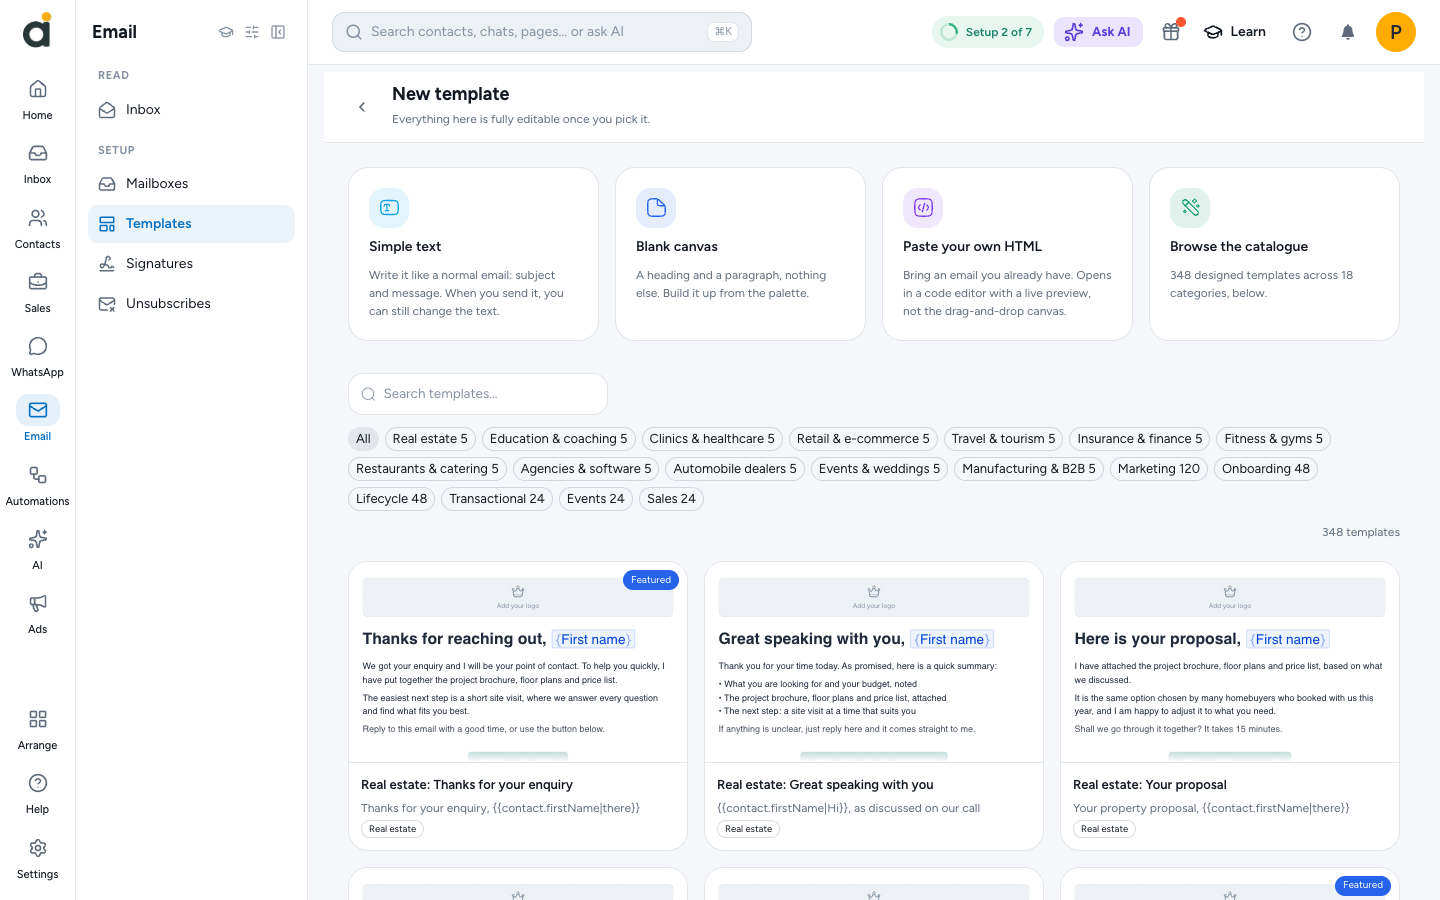 Email
Search contacts, chats, pages... or ask AI
⌘K
Setup 2 of 7
Ask AI
Learn
P
Home
Inbox
Contacts
Sales
WhatsApp
Email
Automations
AI
Ads
Arrange
Help
Settings
READ
Inbox
SETUP
Mailboxes
Templates
Signatures
Unsubscribes
New template
Everything here is fully editable once you pick it.
Simple text
Write it like a normal email: subject
and message. When you send it, you
can still change the text.
Blank canvas
A heading and a paragraph, nothing
else. Build it up from the palette.
Paste your own HTML
Bring an email you already have. Opens
in a code editor with a live preview,
not the drag-and-drop canvas.
Browse the catalogue
348 designed templates across 18
categories, below.
Search templates...
All Real estate 5 Education & coaching 5 Clinics & healthcare 5 Retail & e-commerce 5 Travel & tourism 5 Insurance & finance 5 Fitness & gyms 5
Restaurants & catering 5 Agencies & software 5 Automobile dealers 5 Events & weddings 5 Manufacturing & B2B 5 Marketing 120 Onboarding 48
Lifecycle 48 Transactional 24 Events 24 Sales 24
348 templates
Featured
Add your logo
Thanks for reaching out, {First name}
We got your enquiry and I will be your point of contact. To help you quickly, I
have put together the project brochure, floor plans and price list.
The easiest next step is a short site visit, where we answer every question
and find what fits you best.
Reply to this email with a good time, or use the button below.
Real estate: Thanks for your enquiry
Thanks for your enquiry, {{contact.firstName|there}}
Real estate
Add your logo
Great speaking with you, {First name}
Thank you for your time today. As promised, here is a quick summary:
• What you are looking for and your budget, noted
• The project brochure, floor plans and price list, attached
• The next step: a site visit at a time that suits you
If anything is unclear, just reply here and it comes straight to me.
Real estate: Great speaking with you
{{contact.firstName|Hi}}, as discussed on our call
Real estate
Add your logo
Here is your proposal, {First name}
I have attached the project brochure, floor plans and price list, based on what
we discussed.
It is the same option chosen by many homebuyers who booked with us this
year, and I am happy to adjust it to what you need.
Shall we go through it together? It takes 15 minutes.
Real estate: Your proposal
Your property proposal, {{contact.firstName|there}}
Real estate
Featured